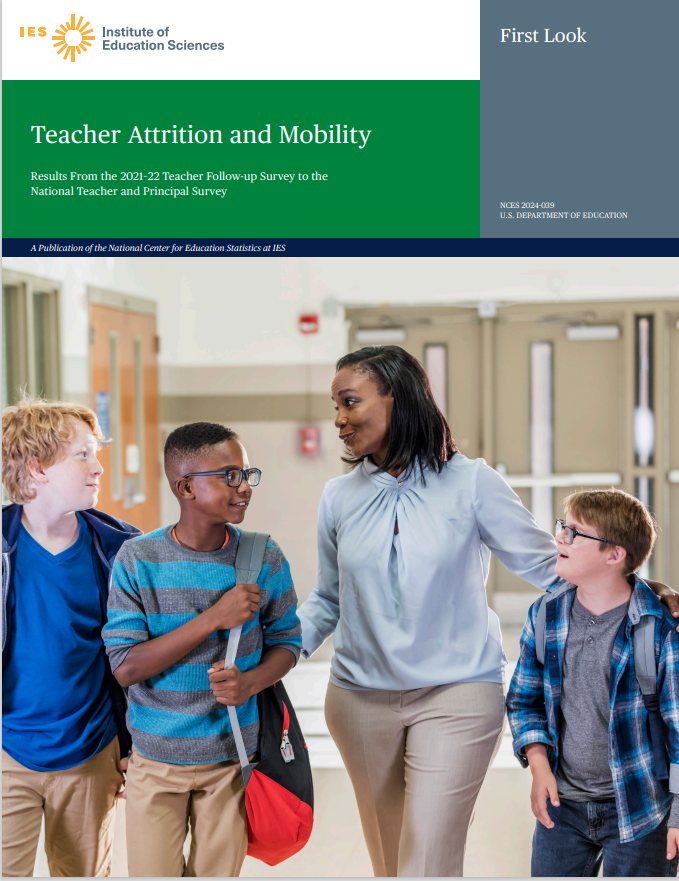 IES
Institute of
Education Sciences
First Look
Teacher Attrition and Mobility
Results From the 2021-22 Teacher Follow-up Survey to the
National Teacher and Principal Survey
NCES 2024-039
U.S. DEPARTMENT OF EDUCATION
A Publication of the National Center for Education Statistics at IES